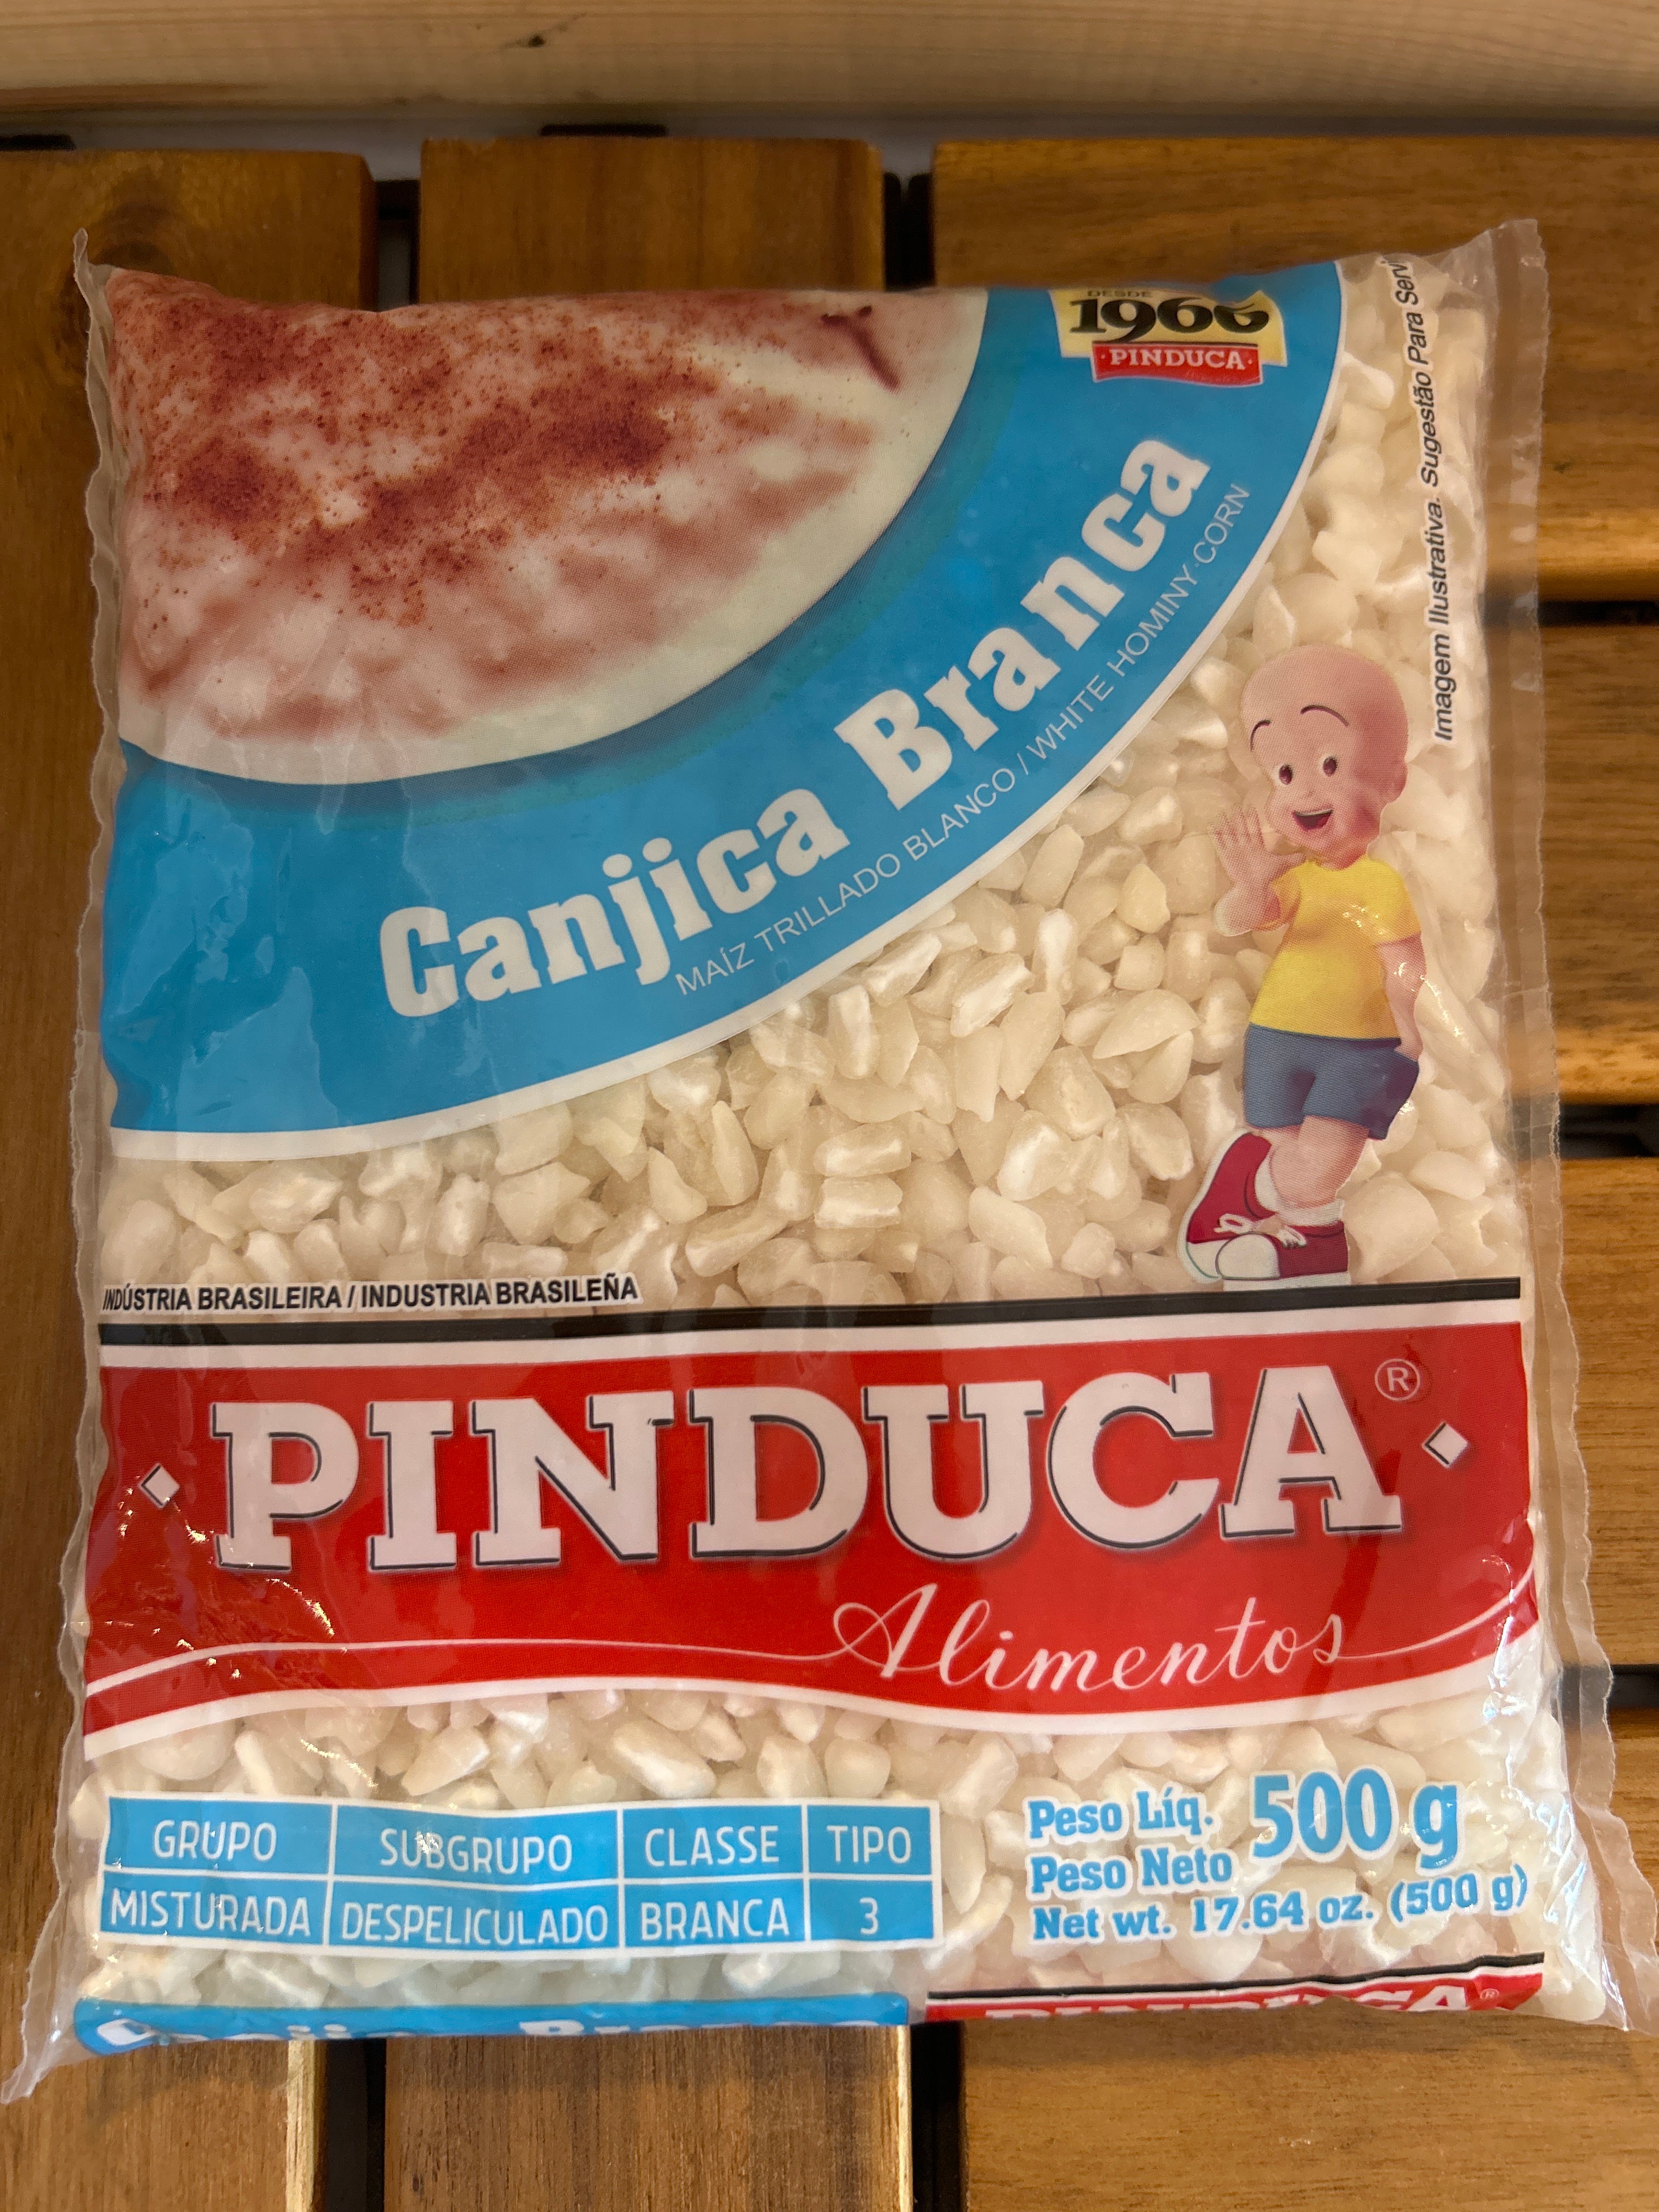 DESDE
1966
PINDUCA
Canjica Branca
MAÍZ TRILLADO BLANCO / WHITE HOMINY CORN
Imagem Ilustrativa. Sugestão Para
INDÚSTRIA BRASILEIRA / INDUSTRIA BRASILEÑA
PINDUCA®
Alimentos
GRUPO SUBGRUPO CLASSE TIPO
MISTURADA DESPELICULADO BRANCA 3
Peso Líq. 500 g
Peso Neto
Net wt. 17.64 oz. (500 g)